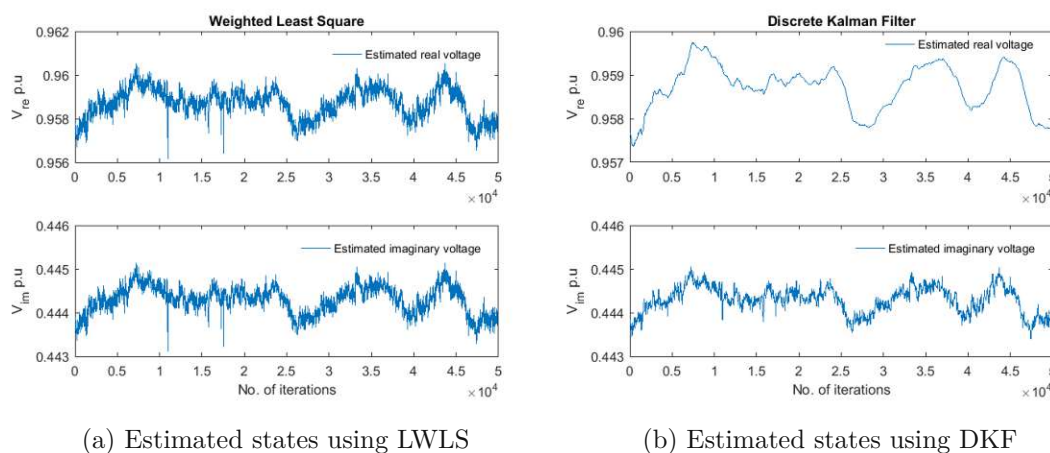 Weighted Least Square
0.962
0.96
0.958
0.956
V_re p.u
Estimated real voltage
0 0.5 1 1.5 2 2.5 3 3.5 4 4.5 5
×10^4
0.446
0.445
0.444
0.443
V_im p.u
Estimated imaginary voltage
0 0.5 1 1.5 2 2.5 3 3.5 4 4.5 5
No. of iterations
×10^4
(a) Estimated states using LWLS
Discrete Kalman Filter
0.96
0.959
0.958
0.957
V_re p.u
Estimated real voltage
0 0.5 1 1.5 2 2.5 3 3.5 4 4.5 5
×10^4
0.446
0.445
0.444
0.443
V_im p.u
Estimated imaginary voltage
0 0.5 1 1.5 2 2.5 3 3.5 4 4.5 5
No. of iterations
×10^4
(b) Estimated states using DKF